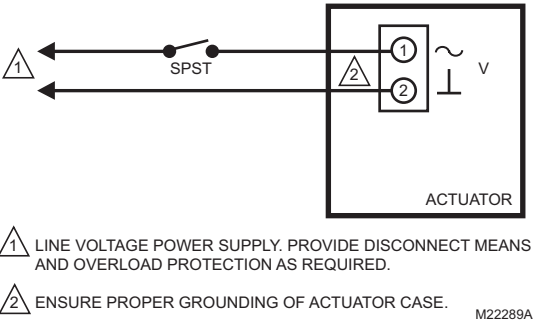 1
SPST
2
1
2
V
ACTUATOR
1 LINE VOLTAGE POWER SUPPLY. PROVIDE DISCONNECT MEANS
AND OVERLOAD PROTECTION AS REQUIRED.
2 ENSURE PROPER GROUNDING OF ACTUATOR CASE.
M22289A